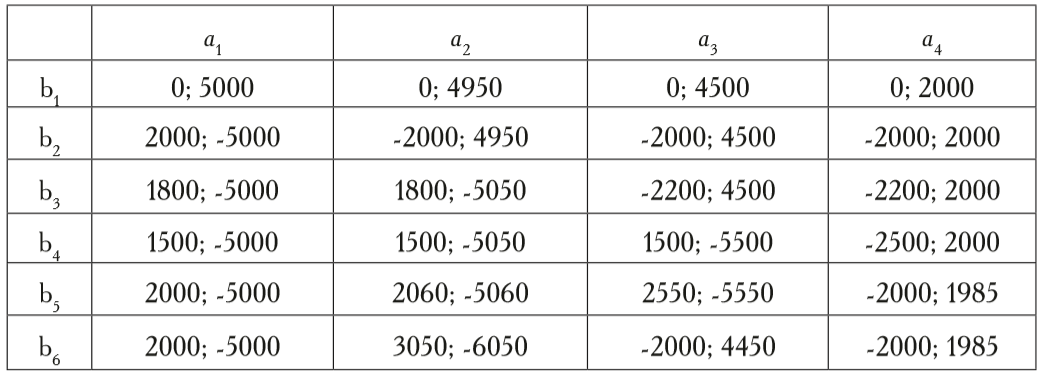 a1 a2 a3 a4
b1 0; 5000 0; 4950 0; 4500 0; 2000
b2 2000; -5000 -2000; 4950 -2000; 4500 -2000; 2000
b3 1800; -5000 1800; -5050 -2200; 4500 -2200; 2000
b4 1500; -5000 1500; -5050 1500; -5500 -2500; 2000
b5 2000; -5000 2060; -5060 2550; -5550 -2000; 1985
b6 2000; -5000 3050; -6050 -2000; 4450 -2000; 1985